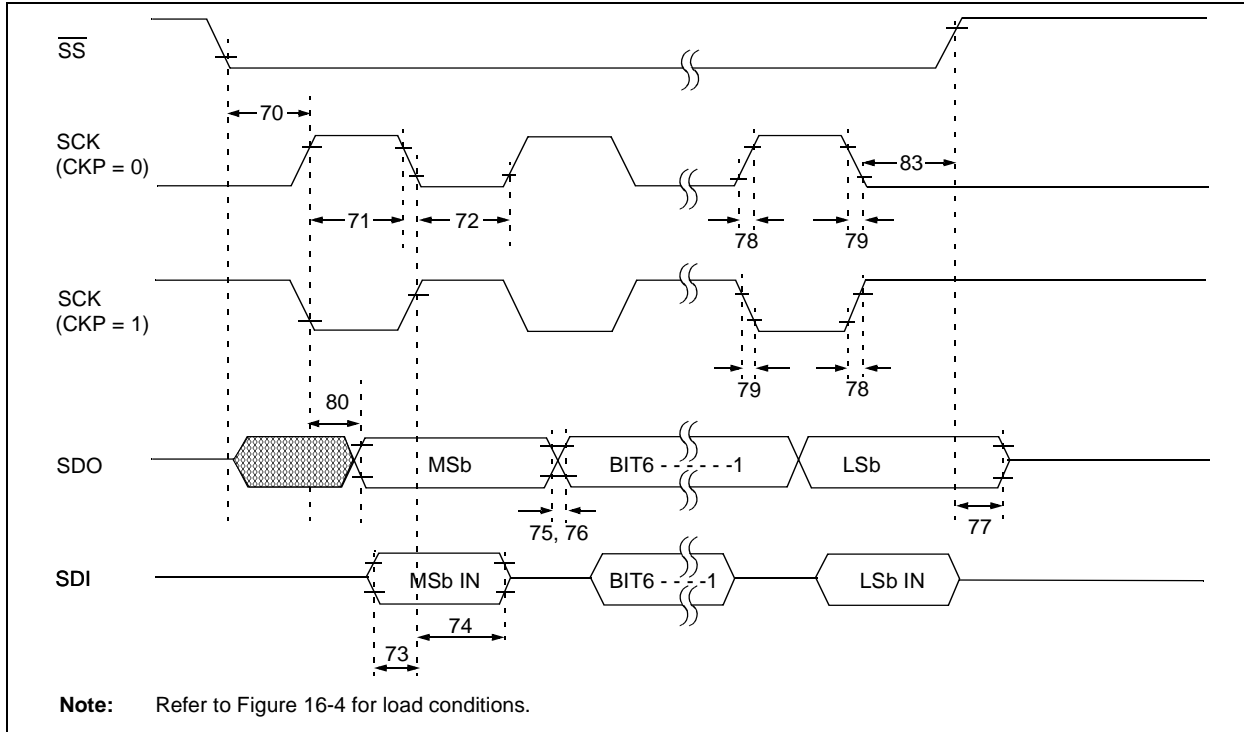 SS
70
SCK
(CKP = 0)
83
71
72
78
79
SCK
(CKP = 1)
79
78
80
SDO
MSb
BIT6 - - - - - -1
LSb
75, 76
77
SDI
MSb IN
BIT6 - - - - -1
LSb IN
74
73
Note: Refer to Figure 16-4 for load conditions.